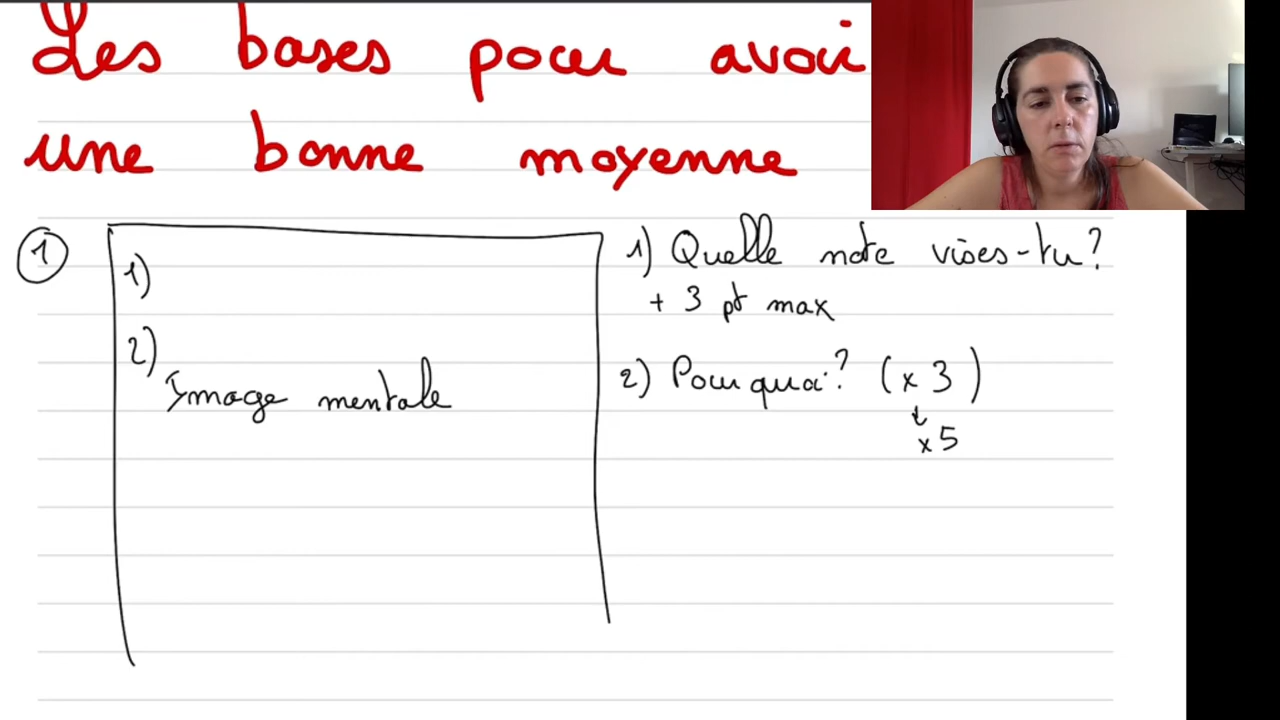 Les bases pour avoir
une bonne moyenne
1
1)
2)
Image mentale
1) Quelle note vises-tu?
+ 3 pt max
2) Pourquoi? (x 3)
x5